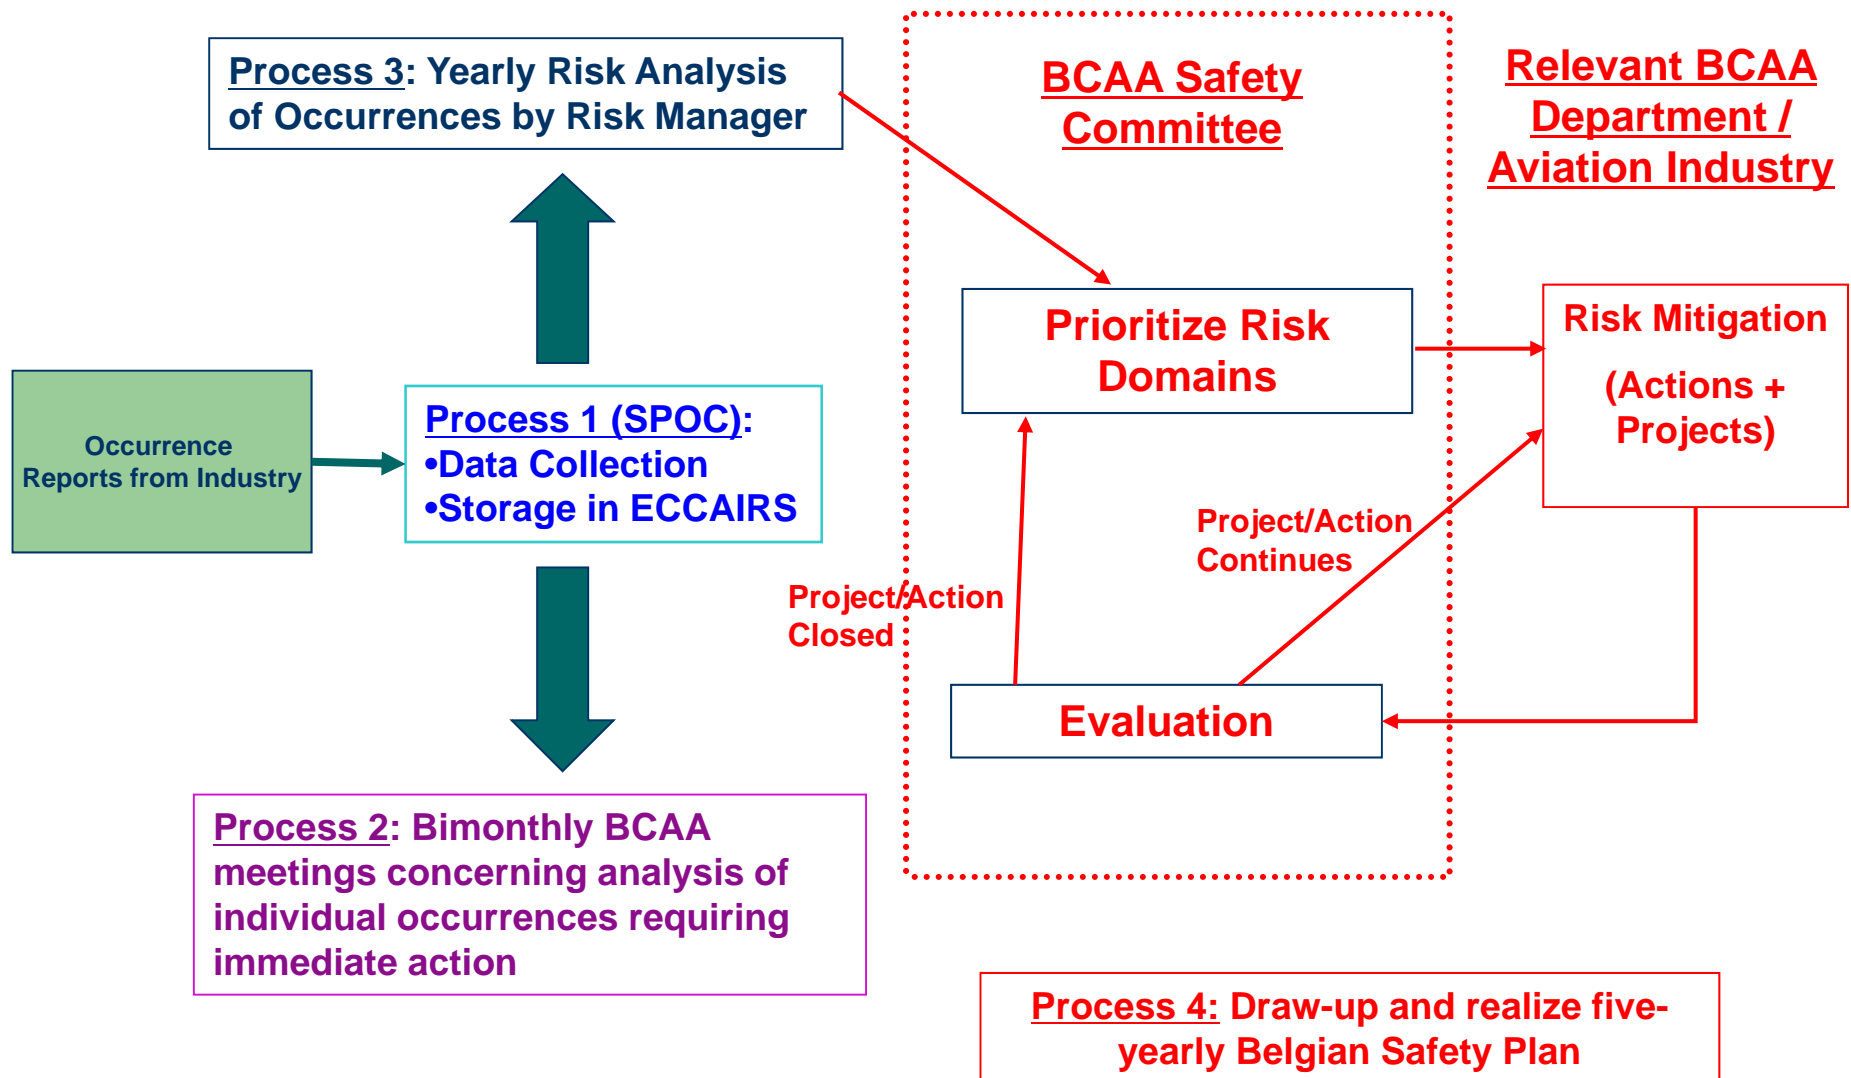 Process 3: Yearly Risk Analysis
of Occurrences by Risk Manager
BCAA Safety
Committee
Relevant BCAA
Department /
Aviation Industry
Prioritize Risk
Domains
Risk Mitigation
(Actions +
Projects)
Occurrence
Reports from Industry
Process 1 (SPOC):
•Data Collection
•Storage in ECCAIRS
Project/Action
Continues
Project/Action
Closed
Evaluation
Process 2: Bimonthly BCAA
meetings concerning analysis of
individual occurrences requiring
immediate action
Process 4: Draw-up and realize five-
yearly Belgian Safety Plan